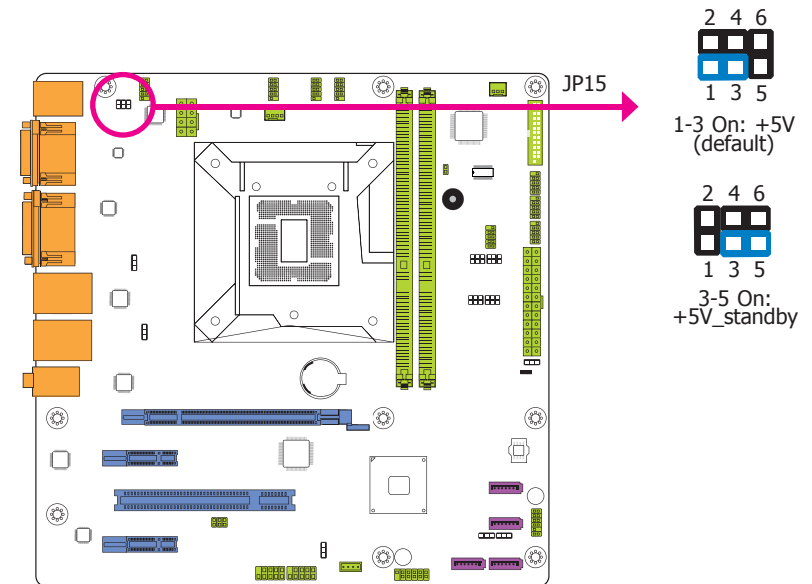 JP15
2 4 6
1 3 5
1-3 On: +5V
(default)
2 4 6
1 3 5
3-5 On:
+5V_standby